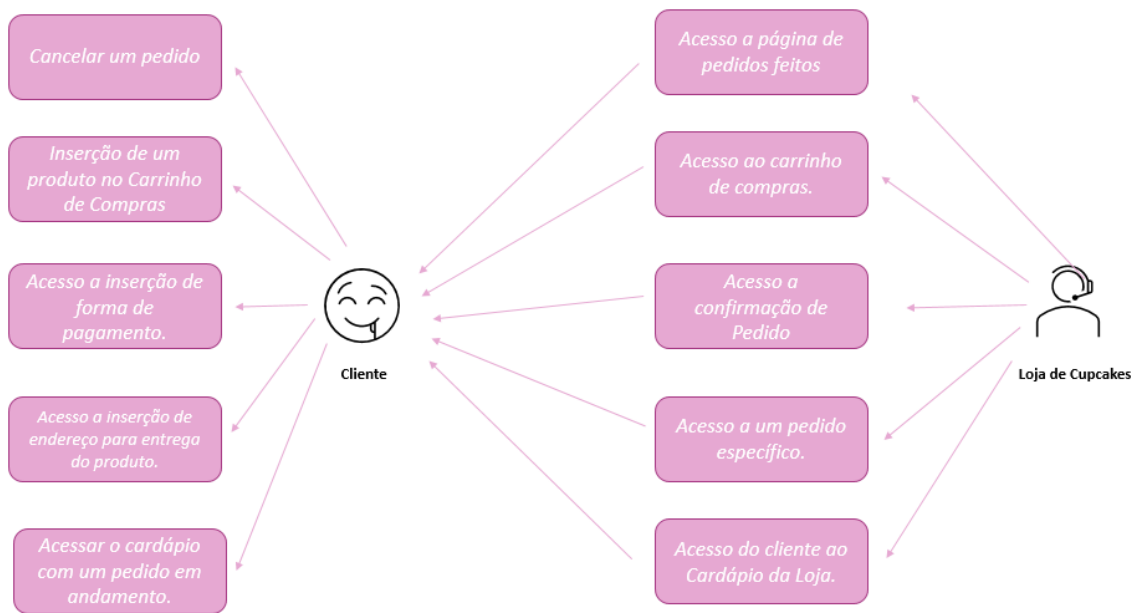 Cancelar um pedido
Inserção de um
produto no Carrinho
de Compras
Acesso a inserção de
forma de
pagamento.
Acesso a inserção de
endereço para entrega
do produto.
Acessar o cardápio
com um pedido em
andamento.
Cliente
Acesso a página de
pedidos feitos
Acesso ao carrinho
de compras.
Acesso a
confirmação de
Pedido
Acesso a um pedido
específico.
Acesso do cliente ao
Cardápio da Loja.
Loja de Cupcakes